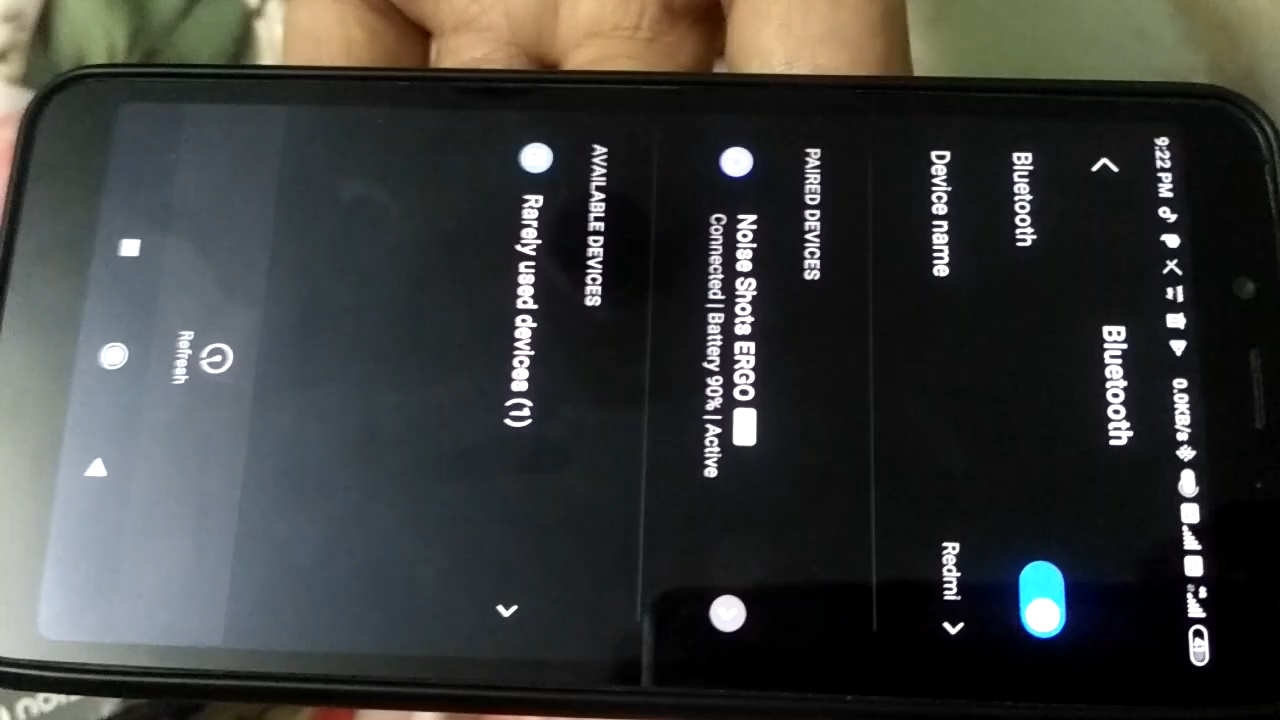 9:22 PM
0.0KB/s
Bluetooth
Bluetooth
Device name
Redmi
PAIRED DEVICES
Noise Shots ERGO
Connected | Battery 90% | Active
AVAILABLE DEVICES
Rarely used devices (1)
Refresh